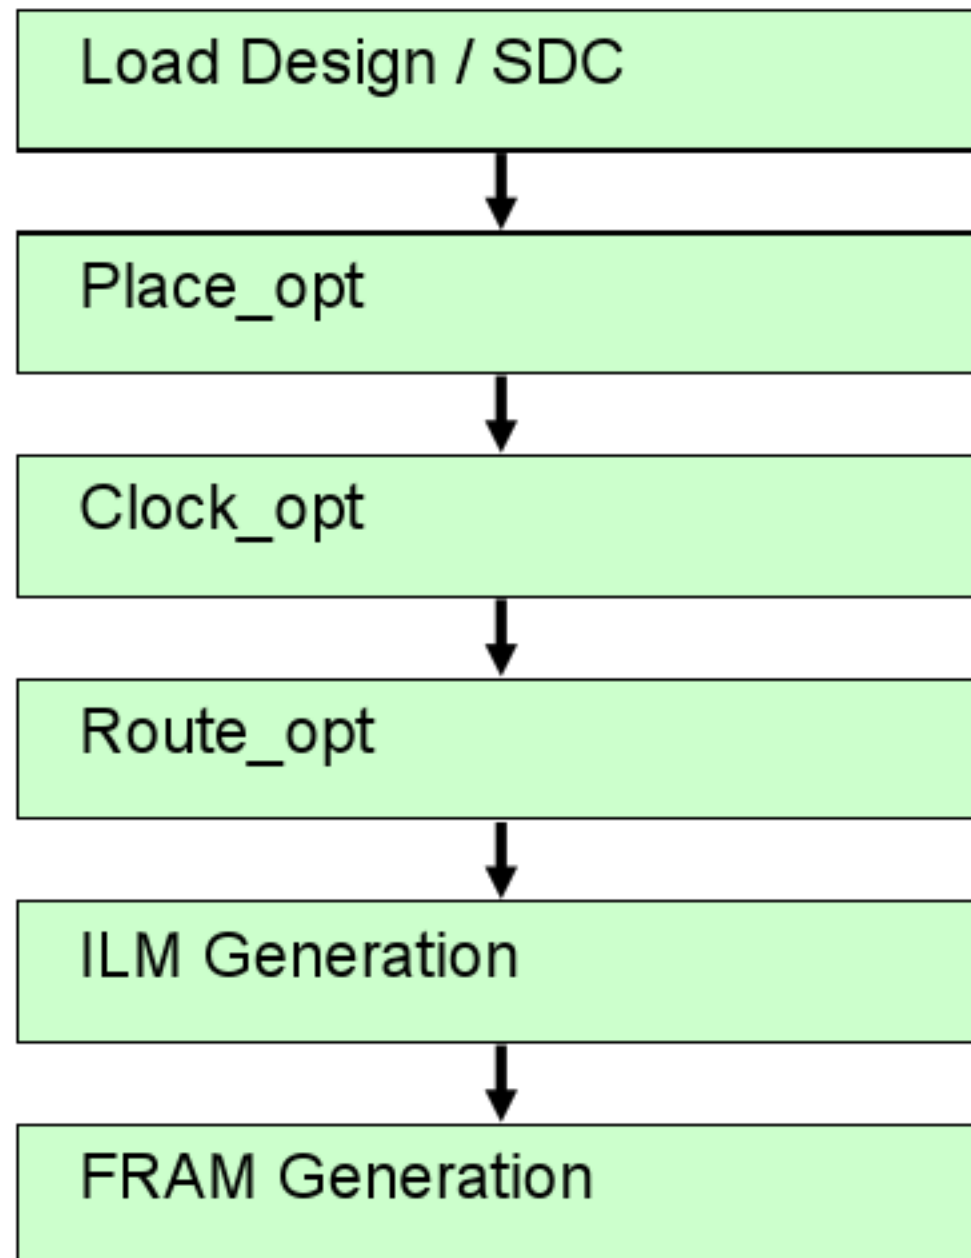 Load Design / SDC
Place_opt
Clock_opt
Route_opt
ILM Generation
FRAM Generation